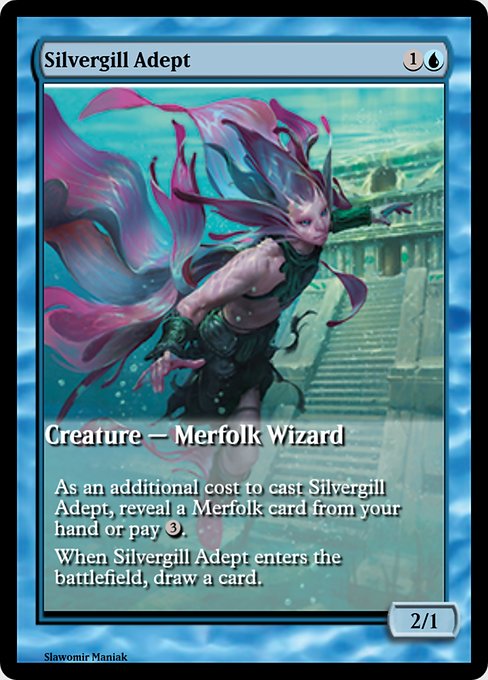 Silvergill Adept 1
Creature — Merfolk Wizard
As an additional cost to cast Silvergill
Adept, reveal a Merfolk card from your
hand or pay 3.
When Silvergill Adept enters the
battlefield, draw a card.
2/1
Slawomir Maniak